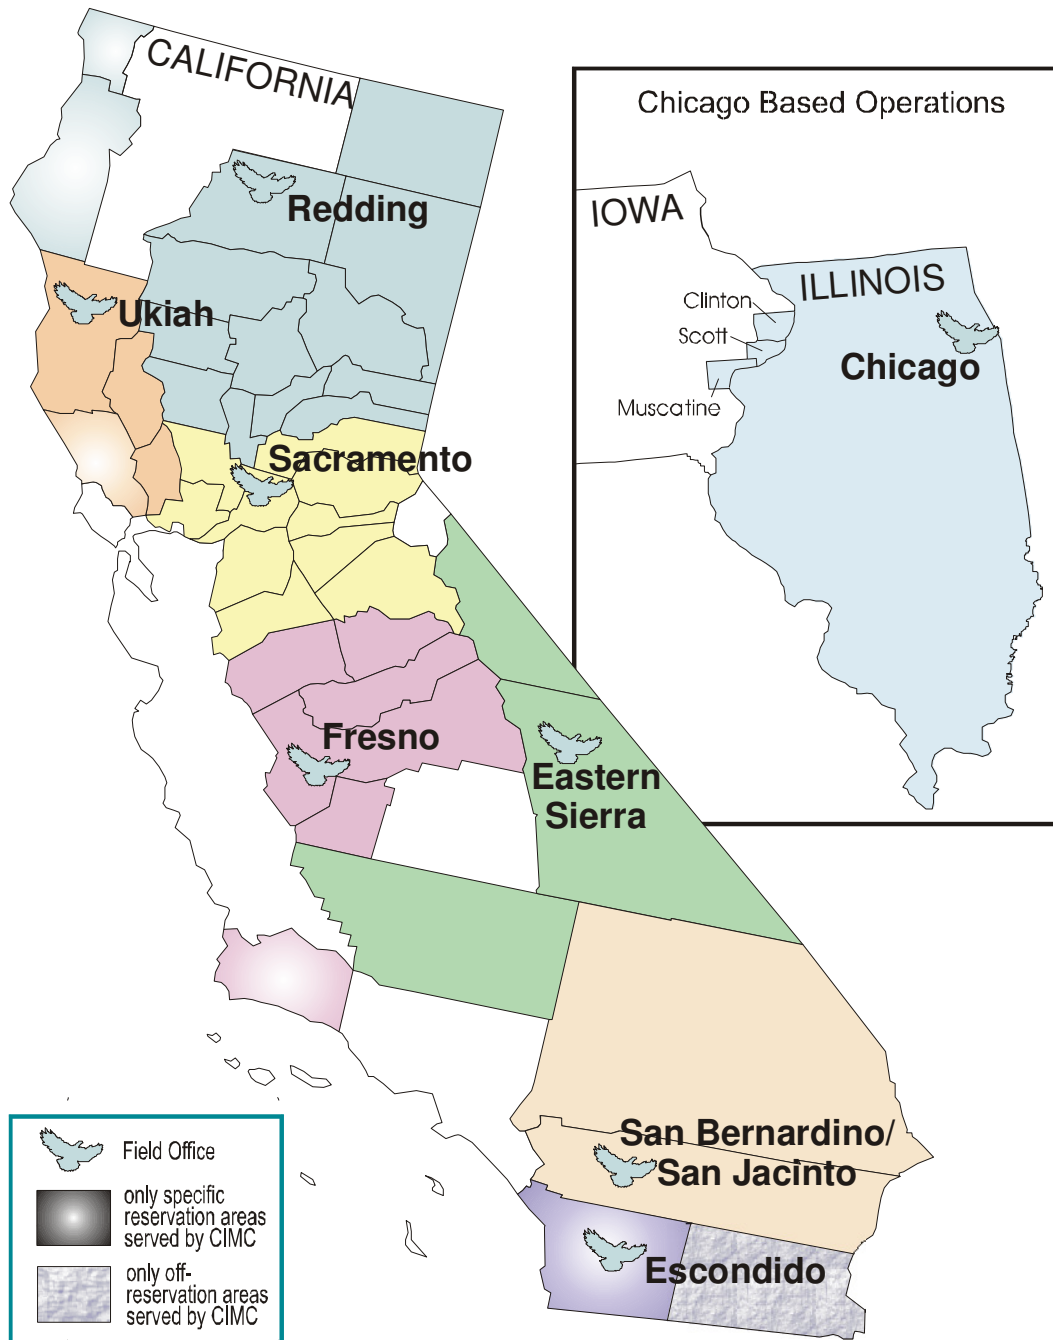 CALIFORNIA
Chicago Based Operations
IOWA
ILLINOIS
Clinton
Scott
Muscatine
Chicago
Redding
Ukiah
Sacramento
Fresno
Eastern
Sierra
San Bernardino/
San Jacinto
Escondido
Field Office
only specific
reservation areas
served by CIMC
only off-
reservation areas
served by CIMC